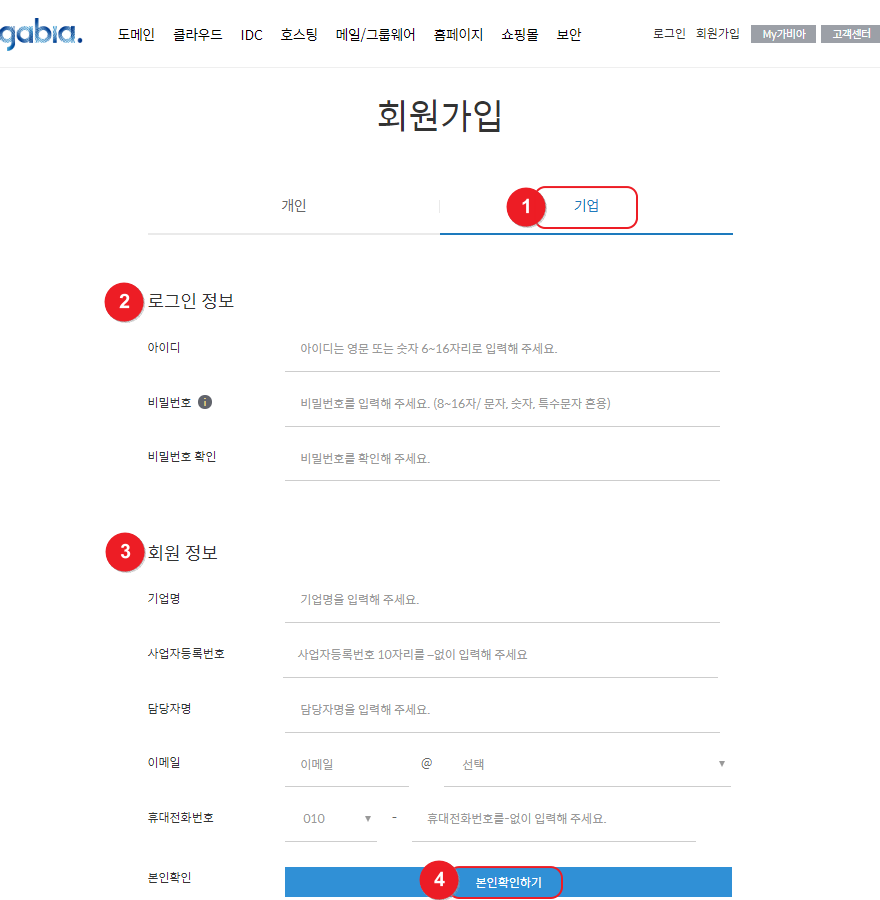 gabia. 도메인 클라우드 IDC 호스팅 메일/그룹웨어 홈페이지 쇼핑몰 보안 로그인 회원가입 My가비아 고객센터
회원가입
개인 1 기업
2 로그인 정보
아이디 아이디는 영문 또는 숫자 6~16자리로 입력해 주세요.
비밀번호 i 비밀번호를 입력해 주세요. (8~16자/ 문자, 숫자, 특수문자 혼용)
비밀번호 확인 비밀번호를 확인해 주세요.
3 회원 정보
기업명 기업명을 입력해 주세요.
사업자등록번호 사업자등록번호 10자리를 –없이 입력해 주세요
담당자명 담당자명을 입력해 주세요.
이메일 이메일 @ 선택 ▼
휴대전화번호 010 ▼ - 휴대전화번호를-없이 입력해 주세요.
본인확인 4 본인확인하기